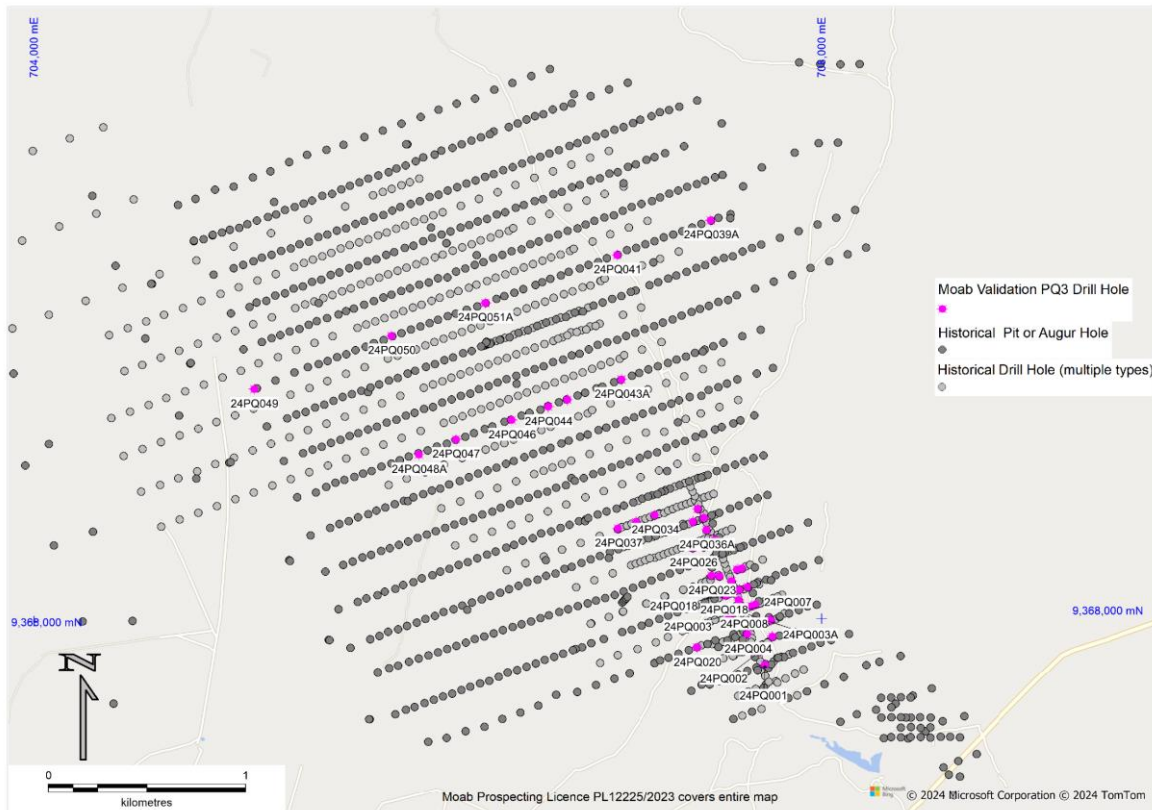 704,000 mE
708,000 mE
24PQ039A
24PQ041
Moab Validation PQ3 Drill Hole
24PQ051A
Historical Pit or Augur Hole
24PQ050
Historical Drill Hole (multiple types)
24PQ049
24PQ043A
24PQ044
24PQ046
24PQ047
24PQ048A
24PQ034
24PQ037
24PQ036A
24PQ026
24PQ023
24PQ018
24PQ018
24PQ007
9,368,000 mN
9,368,000 mN
24PQ003
24PQ008
24PQ003A
24PQ004
24PQ020
24PQ002
24PQ001
N
0
1
kilometres
Moab Prospecting Licence PL12225/2023 covers entire map
Microsoft Bing
© 2024 Microsoft Corporation © 2024 TomTom